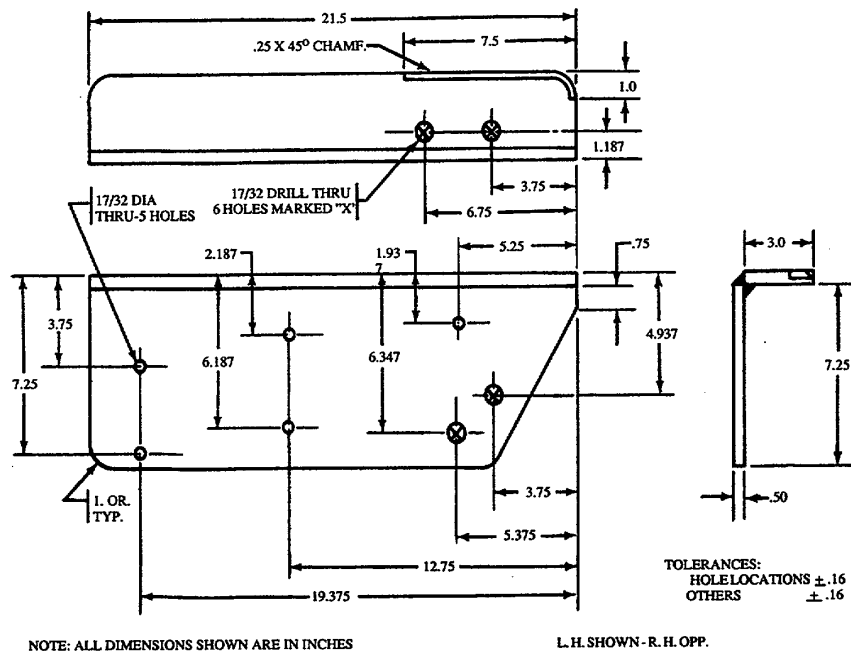 21.5
7.5
.25 X 45° CHAMF.
1.0
1.187
3.75
6.75
17/32 DIA
THRU-5 HOLES
17/32 DRILL THRU
6 HOLES MARKED "X"
2.187
1.93
7
5.25
.75
3.0
3.75
7.25
6.187
6.347
4.937
7.25
1. OR.
TYP.
3.75
.50
5.375
12.75
19.375
TOLERANCES:
HOLE LOCATIONS ± .16
OTHERS ± .16
NOTE: ALL DIMENSIONS SHOWN ARE IN INCHES
L.H. SHOWN - R.H. OPP.